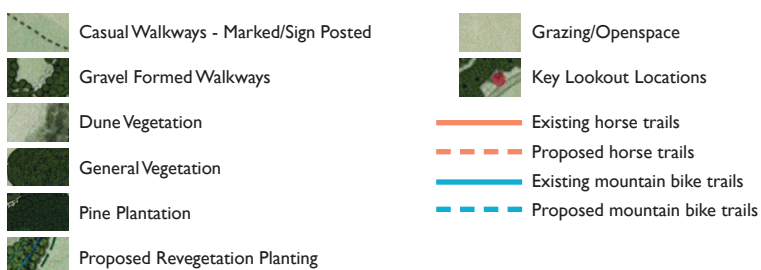 Casual Walkways - Marked/Sign Posted
Gravel Formed Walkways
Dune Vegetation
General Vegetation
Pine Plantation
Proposed Revegetation Planting
Grazing/Openspace
Key Lookout Locations
Existing horse trails
Proposed horse trails
Existing mountain bike trails
Proposed mountain bike trails